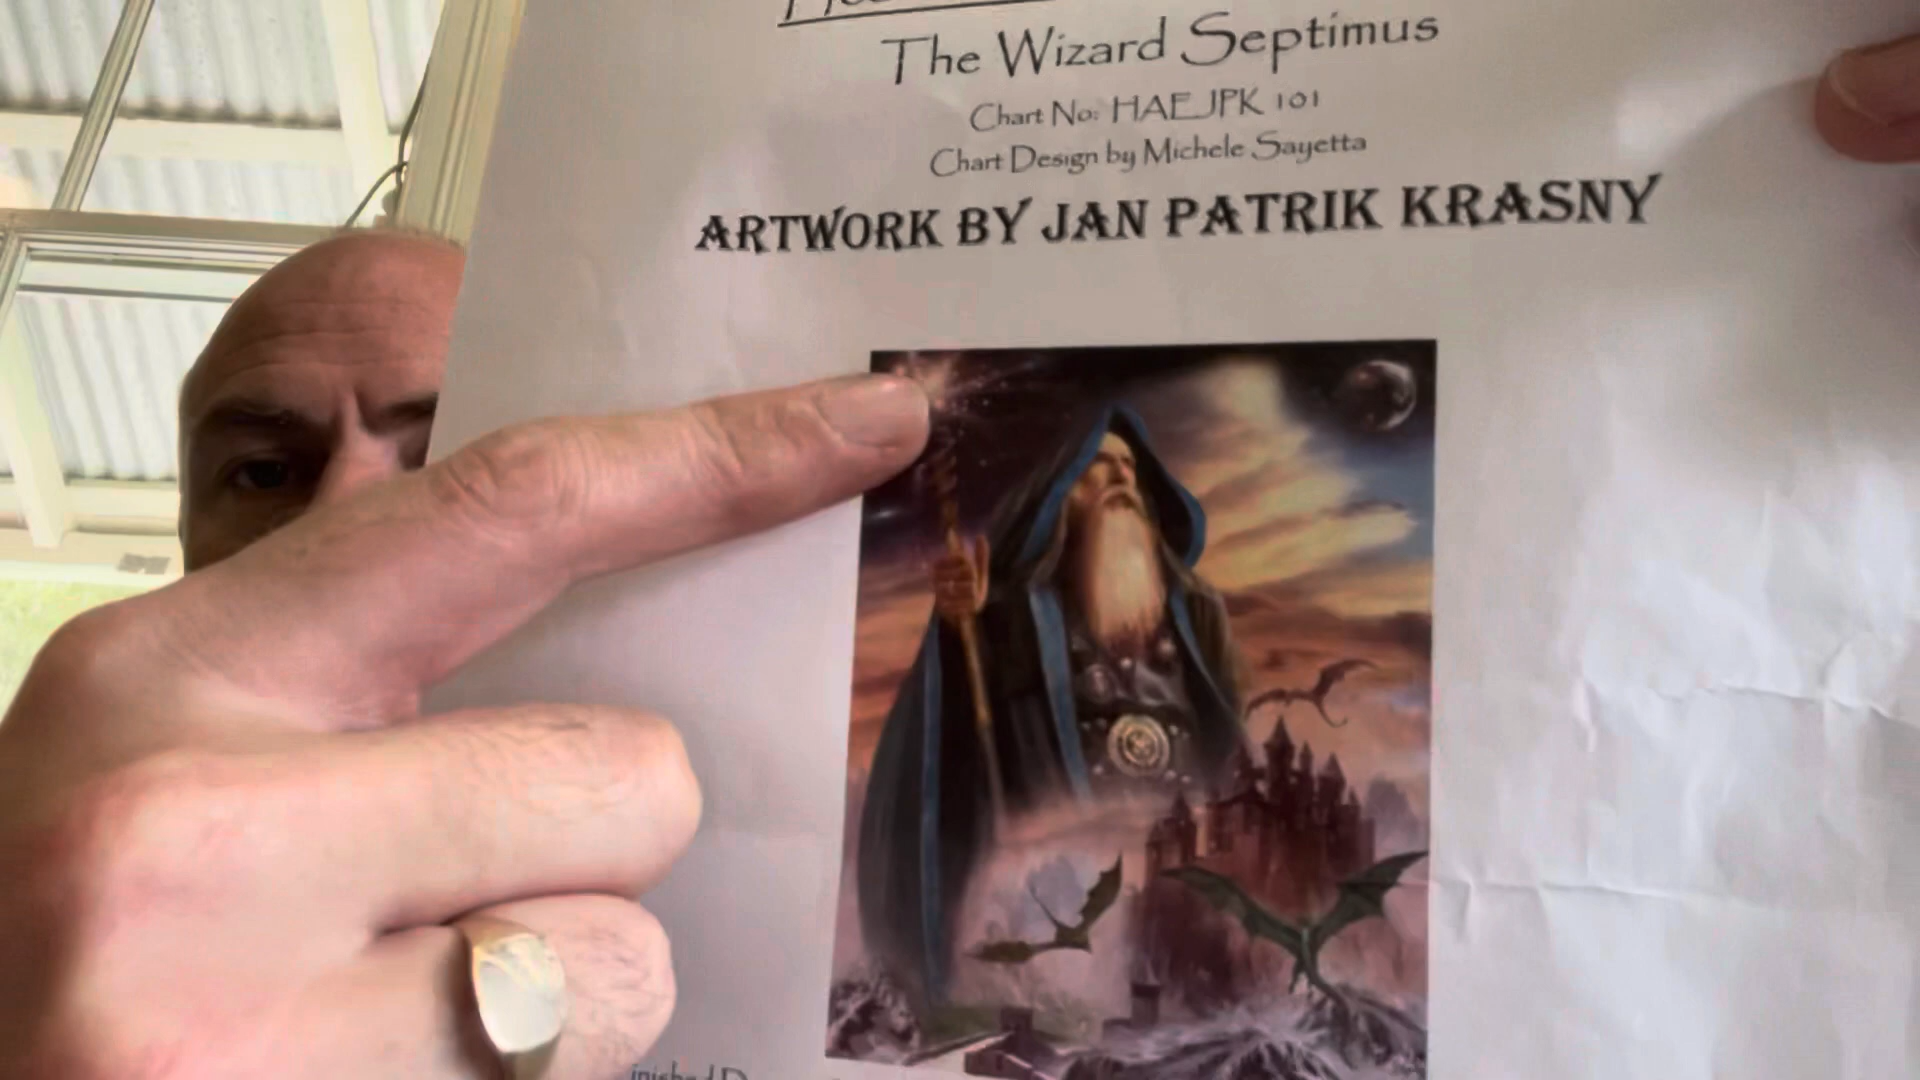 The Wizard Septimus
Chart No: HAEJPK 101
Chart Design by Michele Sayetta
ARTWORK BY JAN PATRIK KRASNY